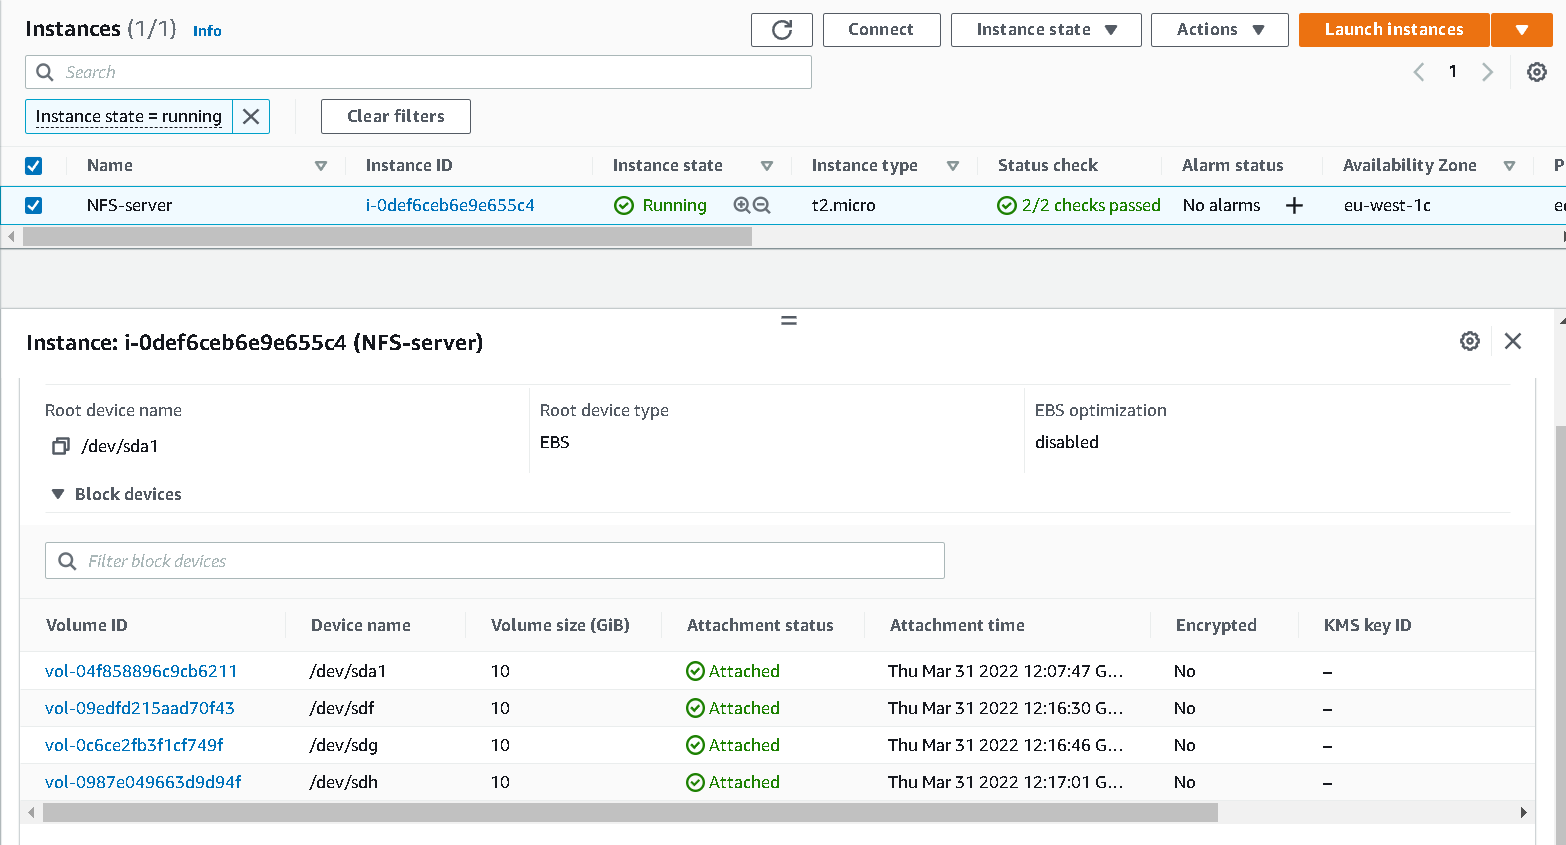 Instances (1/1) Info
Connect Instance state Actions Launch instances
Search
1
Instance state = running Clear filters
Name Instance ID Instance state Instance type Status check Alarm status Availability Zone P
NFS-server i-0def6ceb6e9e655c4 Running t2.micro 2/2 checks passed No alarms + eu-west-1c
Instance: i-0def6ceb6e9e655c4 (NFS-server)
Root device name Root device type EBS optimization
/dev/sda1 EBS disabled
Block devices
Filter block devices
Volume ID Device name Volume size (GiB) Attachment status Attachment time Encrypted KMS key ID
vol-04f858896c9cb6211 /dev/sda1 10 Attached Thu Mar 31 2022 12:07:47 G... No –
vol-09edfd215aad70f43 /dev/sdf 10 Attached Thu Mar 31 2022 12:16:30 G... No –
vol-0c6ce2fb3f1cf749f /dev/sdg 10 Attached Thu Mar 31 2022 12:16:46 G... No –
vol-0987e049663d9d94f /dev/sdh 10 Attached Thu Mar 31 2022 12:17:01 G... No –